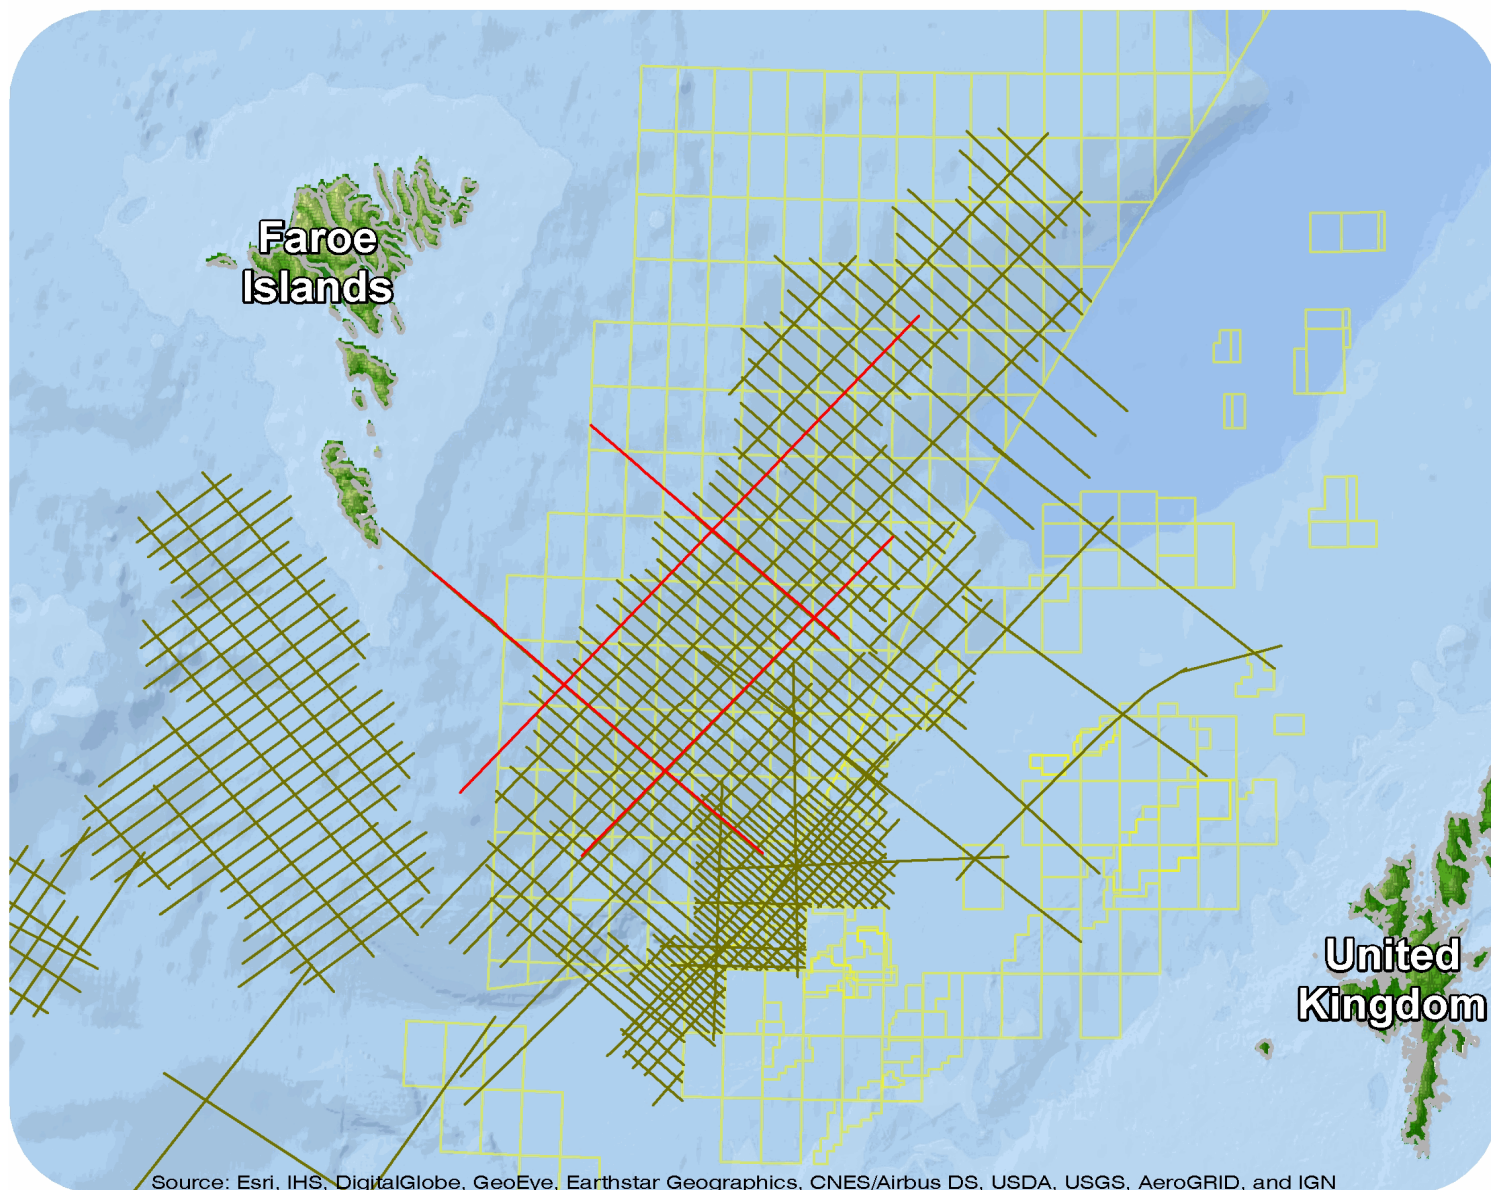 Faroe
Islands
United
Kingdom
Source: Esri, IHS, DigitalGlobe, GeoEye, Earthstar Geographics, CNES/Airbus DS, USDA, USGS, AeroGRID, and IGN